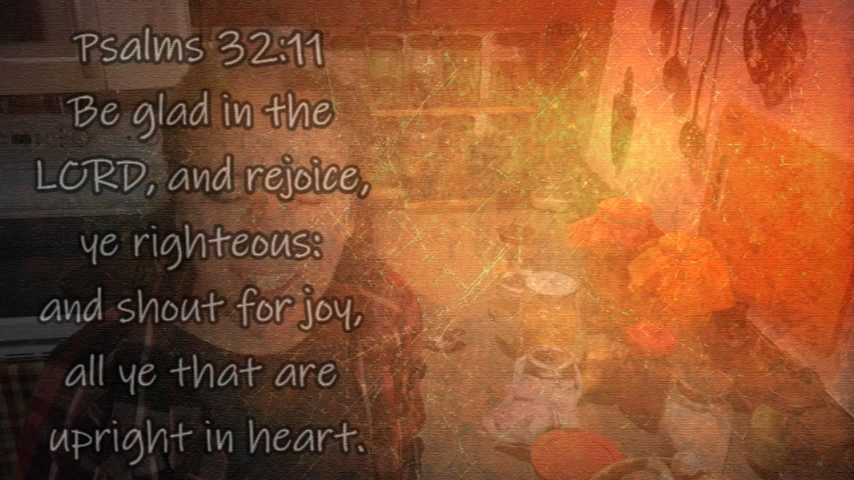 Psalms 32:11
Be glad in the
LORD, and rejoice,
ye righteous:
and shout for joy,
all ye that are
upright in heart.